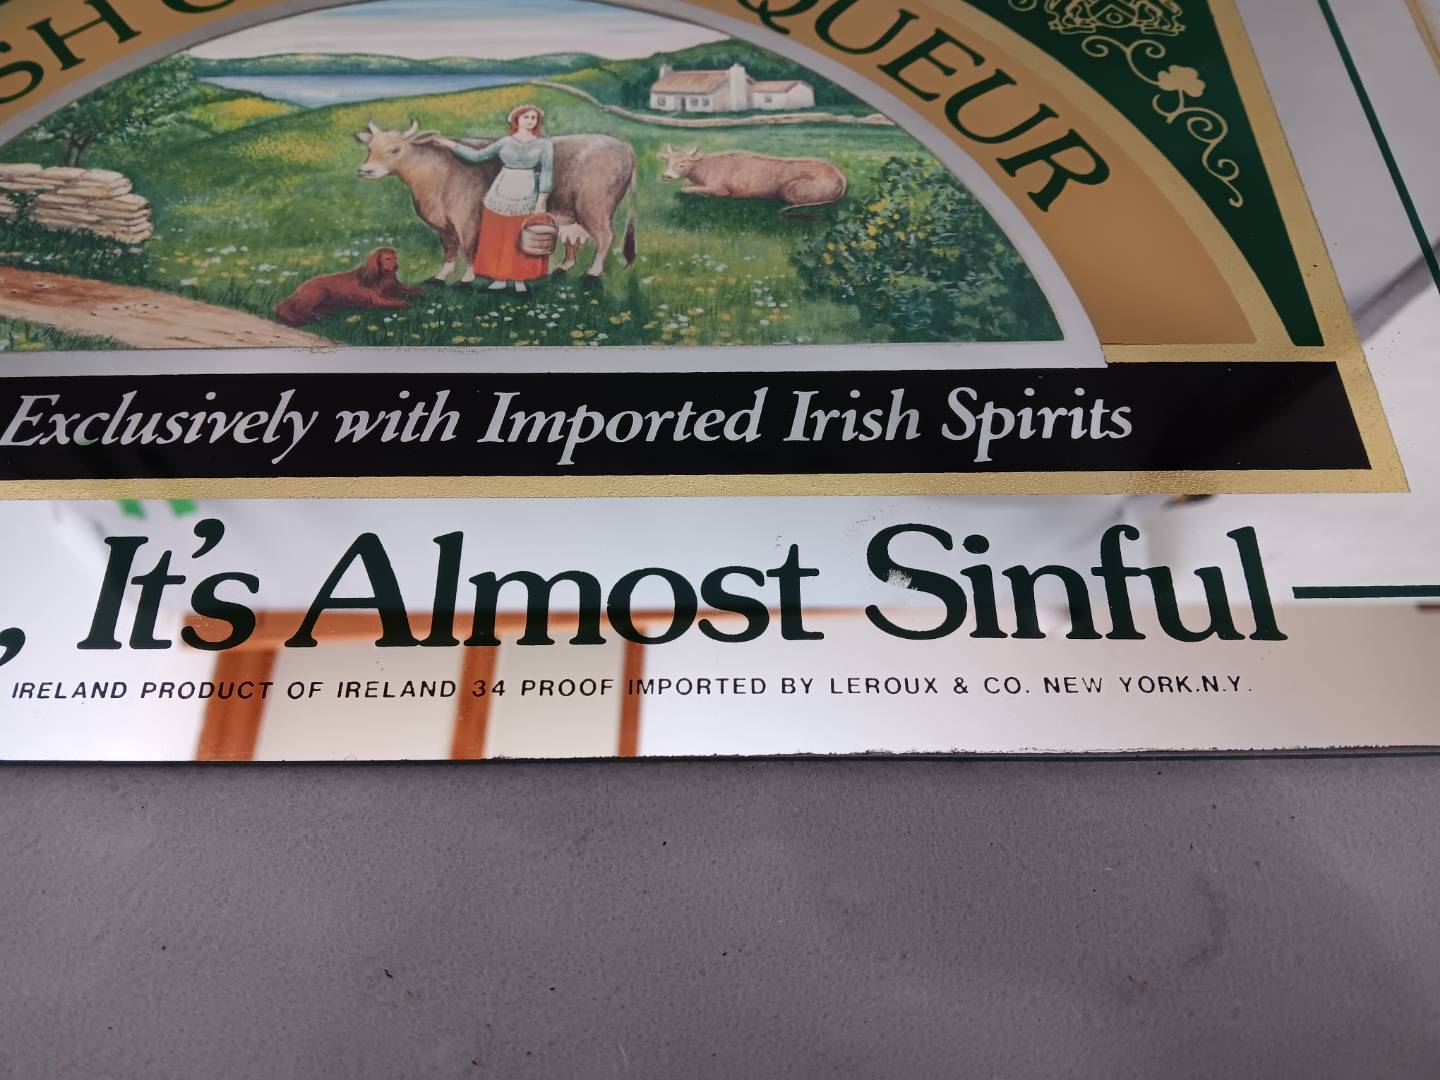 QUEUR
Exclusively with Imported Irish Spirits
, It's Almost Sinful
IRELAND PRODUCT OF IRELAND 34 PROOF IMPORTED BY LEROUX & CO. NEW YORK.N.Y.